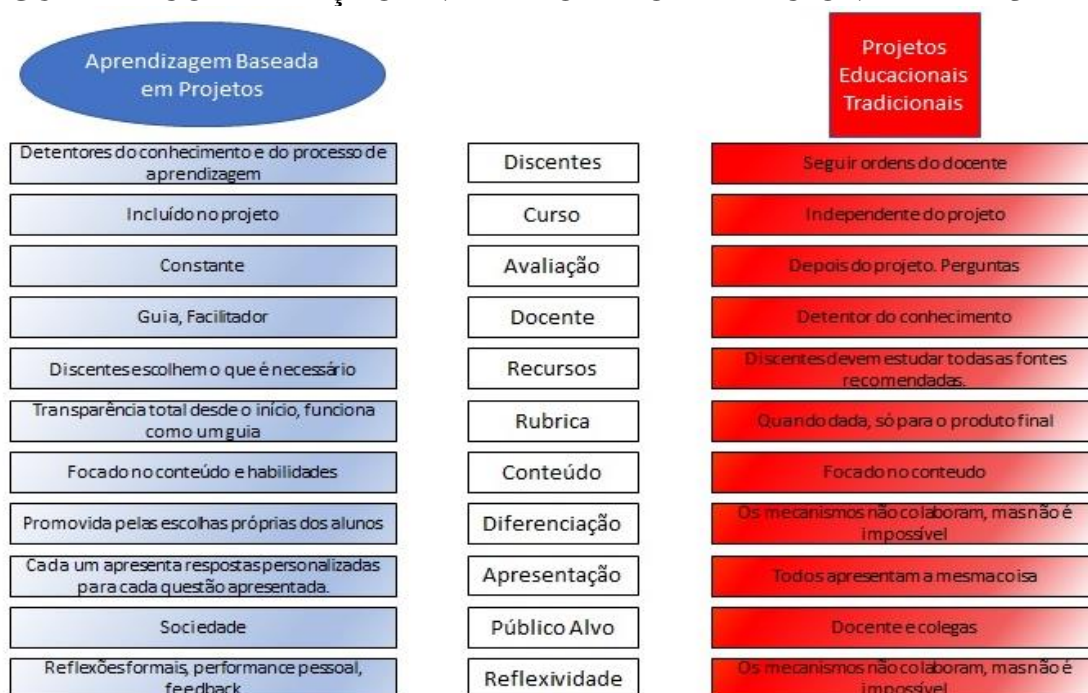 Aprendizagem Baseada
em Projetos
Projetos
Educacionais
Tradicionais
Detentores do conhecimento e do processo de
aprendizagem
Discentes
Seguir ordens do docente
Incluído no projeto
Curso
Independente do projeto
Constante
Avaliação
Depois do projeto. Perguntas
Guia, Facilitador
Docente
Detentor do conhecimento
Discentes escolhem o que é necessário
Recursos
Discentes devem estudar todas as fontes
recomendadas.
Transparência total desde o início, funciona
como um guia
Rubrica
Quando dada, só para o produto final
Focado no conteúdo e habilidades
Conteúdo
Focado no conteudo
Promovida pelas escolhas próprias dos alunos
Diferenciação
Os mecanismos não colaboram, mas não é
impossível
Cada um apresenta respostas personalizadas
para cada questão apresentada.
Apresentação
Todos apresentam a mesma coisa
Sociedade
Público Alvo
Docente e colegas
Reflexões formais, performance pessoal,
feedback
Reflexividade
Os mecanismos não colaboram, mas não é
impossível